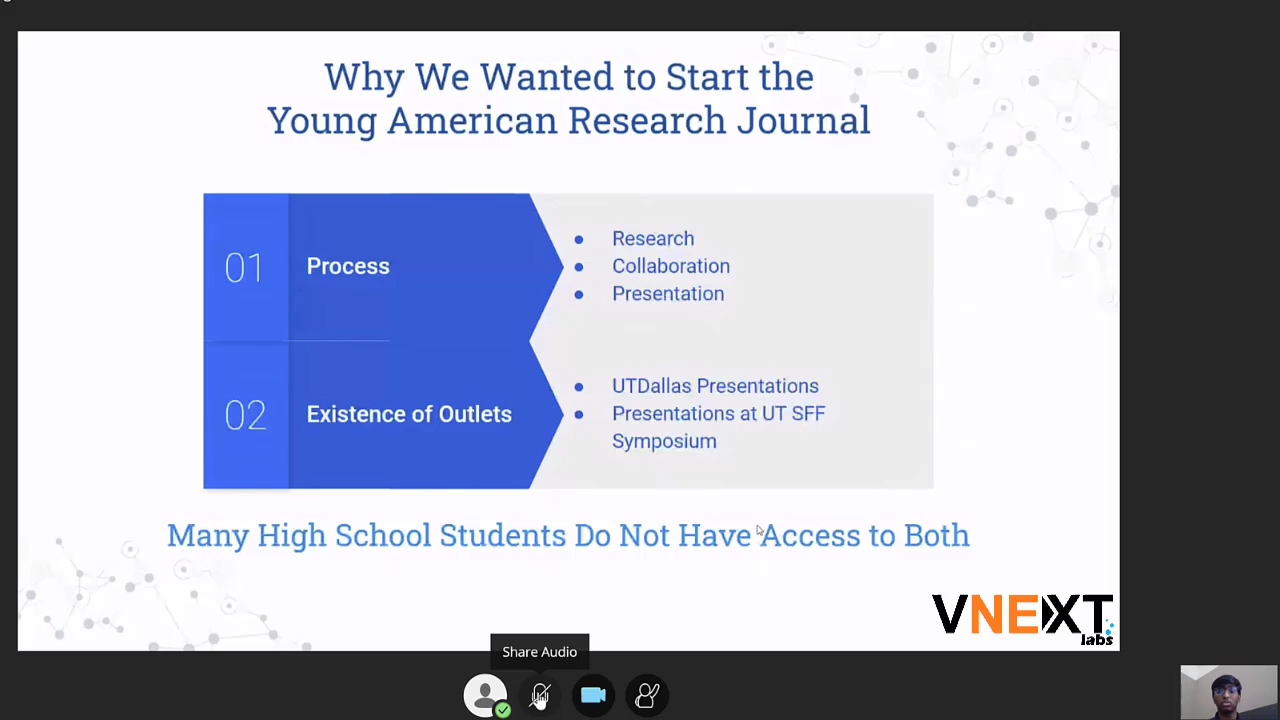 Why We Wanted to Start the
Young American Research Journal
01
Process
● Research
● Collaboration
● Presentation
02
Existence of Outlets
● UTDallas Presentations
● Presentations at UT SFF
Symposium
Many High School Students Do Not Have Access to Both
VNEXT
labs
Share Audio